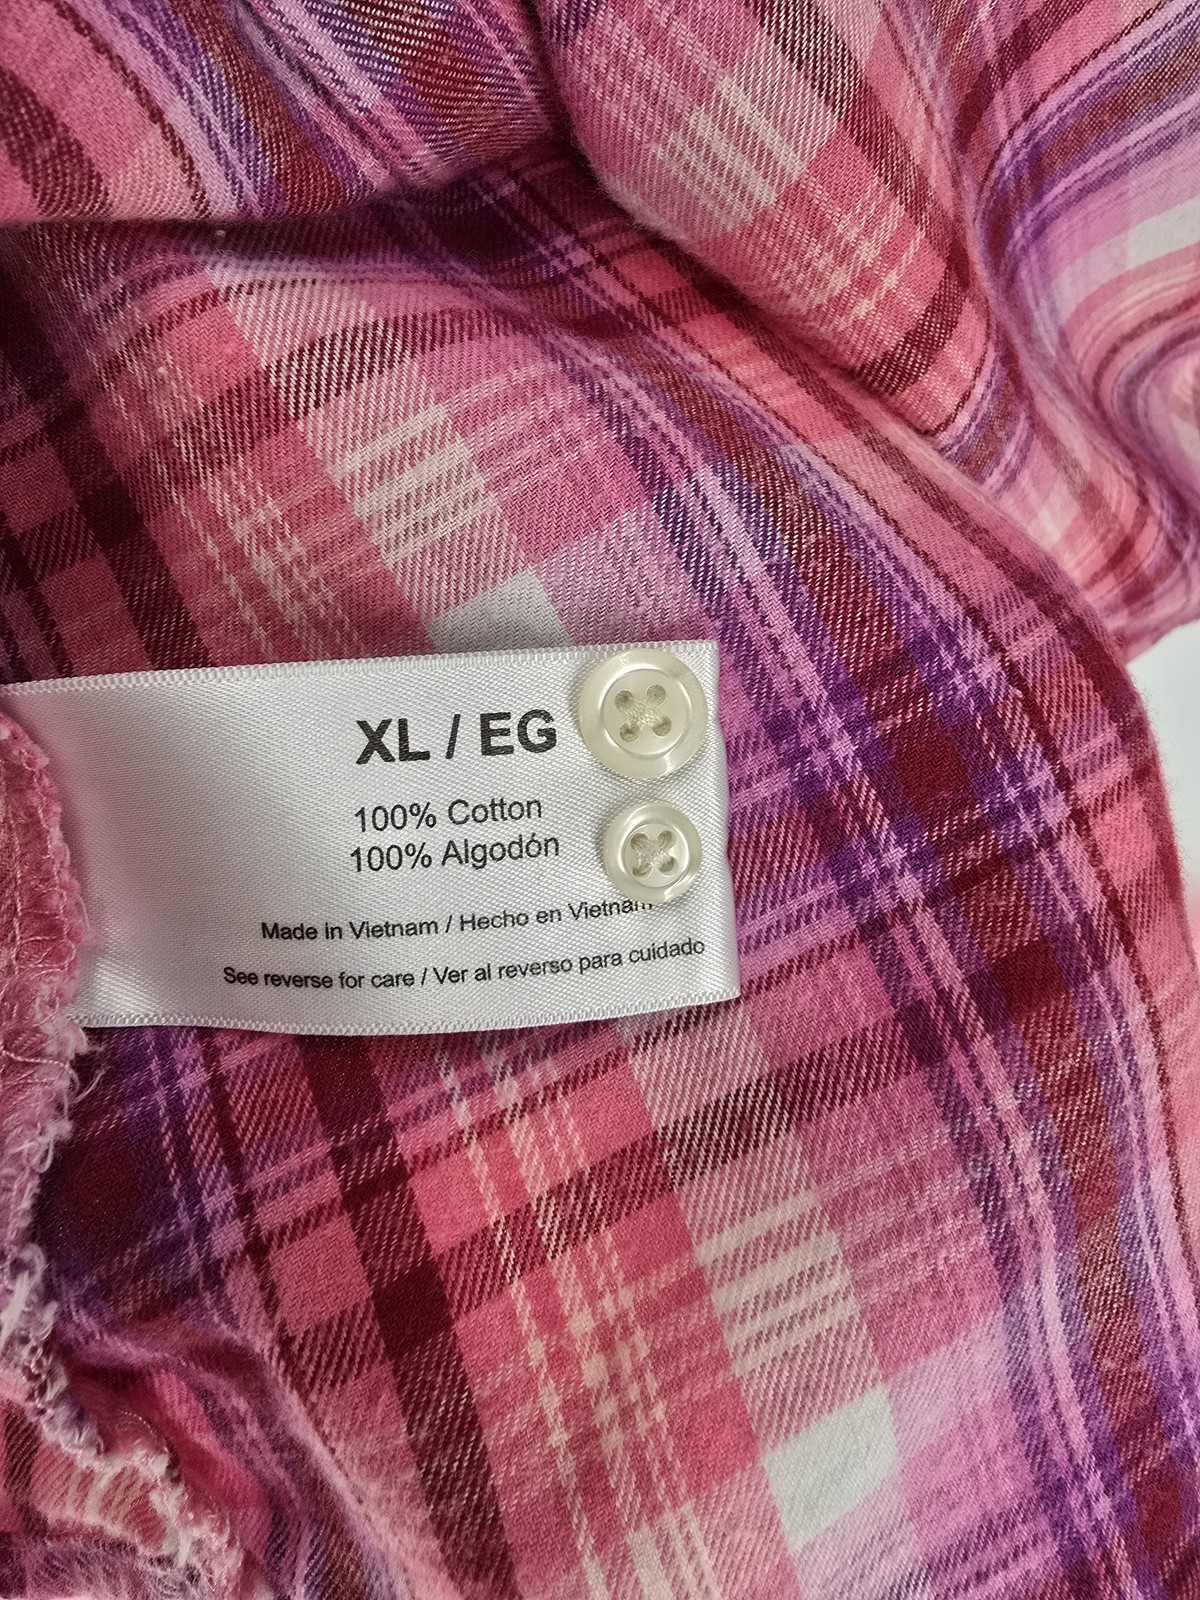 XL / EG
100% Cotton
100% Algodón
Made in Vietnam / Hecho en Vietnam
See reverse for care / Ver al reverso para cuidado